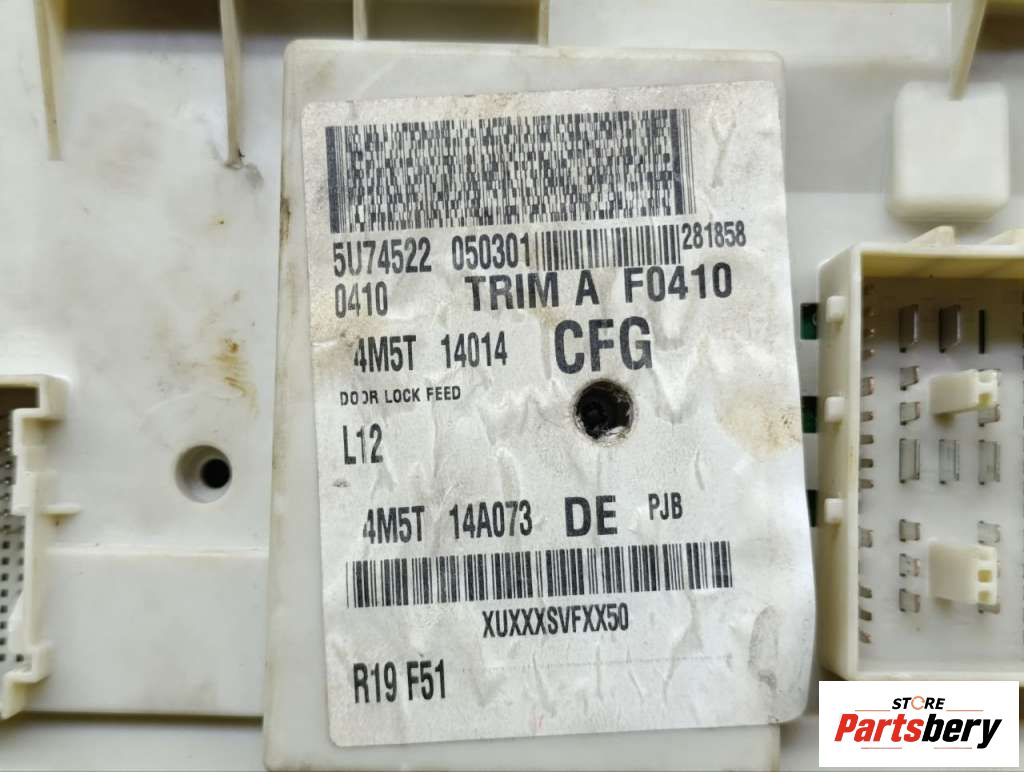 5U74522 050301 281858
0410 TRIM A F0410
4M5T 14014 CFG
DOOR LOCK FEED
L12
4M5T 14A073 DE PJB
XUXXXSVFXX50
R19 F51
STORE
Partsbery